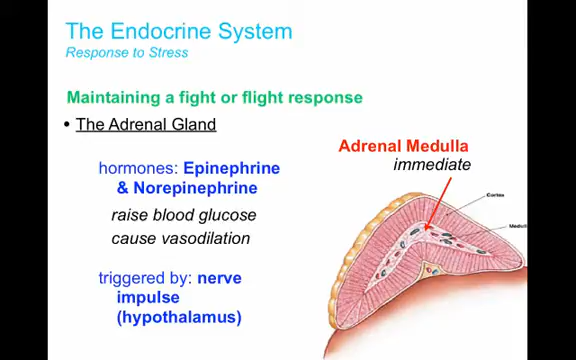 The Endocrine System
Response to Stress
Maintaining a fight or flight response
• The Adrenal Gland
Adrenal Medulla
immediate
hormones: Epinephrine
& Norepinephrine
raise blood glucose
cause vasodilation
triggered by: nerve
impulse
(hypothalamus)
Cortex